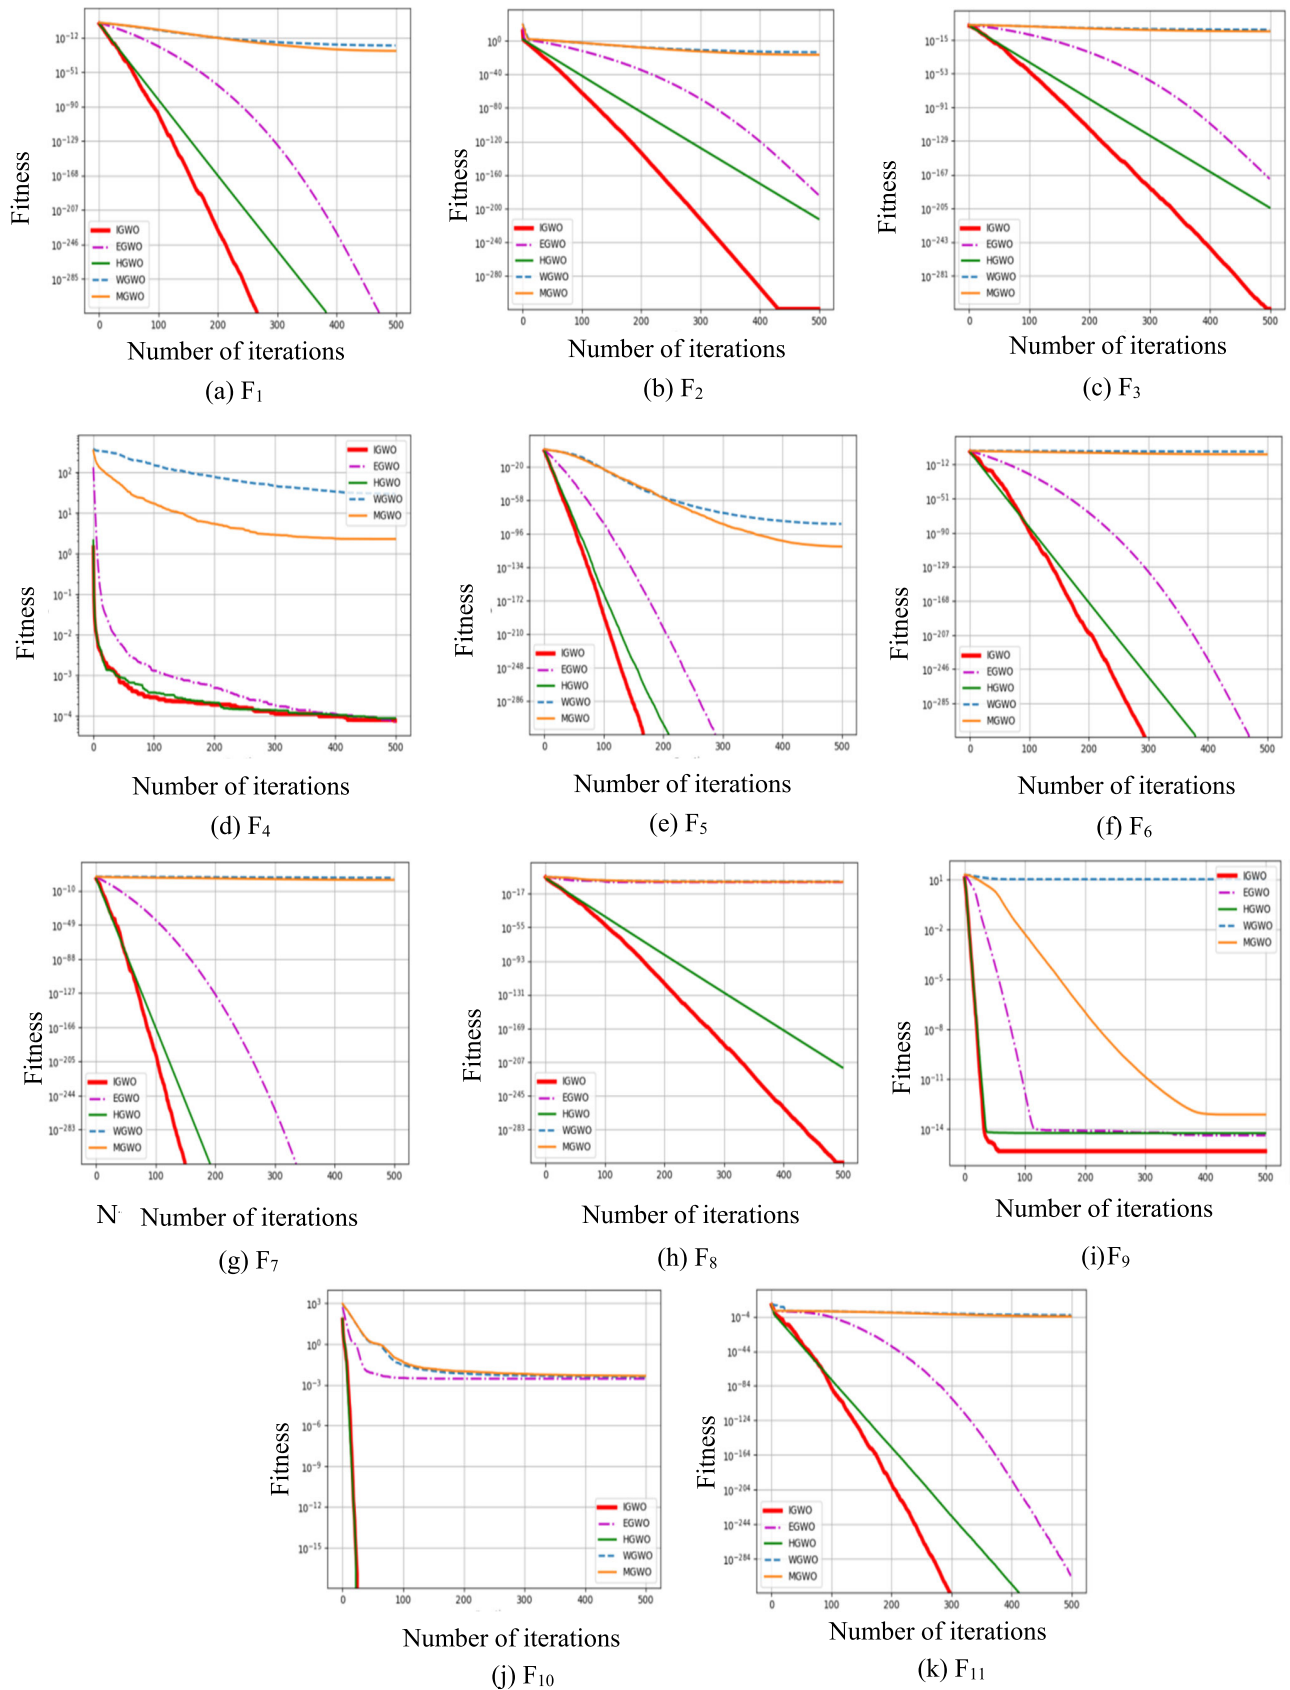 10⁻¹²
10⁻⁵¹
10⁻⁹⁰
10⁻¹²⁹
10⁻¹⁶⁸
10⁻²⁰⁷
10⁻²⁴⁶
10⁻²⁸⁵
Fitness
IGWO
EGWO
HGWO
WGWO
MGWO
0 100 200 300 400 500
Number of iterations
(a) F₁
10⁰
10⁻⁴⁰
10⁻⁸⁰
10⁻¹²⁰
10⁻¹⁶⁰
10⁻²⁰⁰
10⁻²⁴⁰
10⁻²⁸⁰
Fitness
IGWO
EGWO
HGWO
WGWO
MGWO
0 100 200 300 400 500
Number of iterations
(b) F₂
10⁻¹⁵
10⁻⁵³
10⁻⁹¹
10⁻¹²⁹
10⁻¹⁶⁷
10⁻²⁰⁵
10⁻²⁴³
10⁻²⁸¹
Fitness
IGWO
EGWO
HGWO
WGWO
MGWO
0 100 200 300 400 500
Number of iterations
(c) F₃
10²
10¹
10⁰
10⁻¹
10⁻²
10⁻³
10⁻⁴
Fitness
IGWO
EGWO
HGWO
WGWO
MGWO
0 100 200 300 400 500
Number of iterations
(d) F₄
10⁻²⁰
10⁻⁵⁸
10⁻⁹⁶
10⁻¹³⁴
10⁻¹⁷²
10⁻²¹⁰
10⁻²⁴⁸
10⁻²⁸⁶
Fitness
IGWO
EGWO
HGWO
WGWO
MGWO
0 100 200 300 400 500
Number of iterations
(e) F₅
10⁻¹²
10⁻⁵¹
10⁻⁹⁰
10⁻¹²⁹
10⁻¹⁶⁸
10⁻²⁰⁷
10⁻²⁴⁶
10⁻²⁸⁵
Fitness
IGWO
EGWO
HGWO
WGWO
MGWO
0 100 200 300 400 500
Number of iterations
(f) F₆
10⁻¹⁰
10⁻⁴⁹
10⁻⁸⁸
10⁻¹²⁷
10⁻¹⁶⁶
10⁻²⁰⁵
10⁻²⁴⁴
10⁻²⁸³
Fitness
IGWO
EGWO
HGWO
WGWO
MGWO
0 100 200 300 400 500
N Number of iterations
(g) F₇
10⁻¹⁷
10⁻⁵⁵
10⁻⁹³
10⁻¹³¹
10⁻¹⁶⁹
10⁻²⁰⁷
10⁻²⁴⁵
10⁻²⁸³
Fitness
IGWO
EGWO
HGWO
WGWO
MGWO
0 100 200 300 400 500
Number of iterations
(h) F₈
10¹
10⁻²
10⁻⁵
10⁻⁸
10⁻¹¹
10⁻¹⁴
Fitness
IGWO
EGWO
HGWO
WGWO
MGWO
0 100 200 300 400 500
Number of iterations
(i)F₉
10³
10⁰
10⁻³
10⁻⁶
10⁻⁹
10⁻¹²
10⁻¹⁵
Fitness
IGWO
EGWO
HGWO
WGWO
MGWO
0 100 200 300 400 500
Number of iterations
(j) F₁₀
10⁻⁴
10⁻⁴⁴
10⁻⁸⁴
10⁻¹²⁴
10⁻¹⁶⁴
10⁻²⁰⁴
10⁻²⁴⁴
10⁻²⁸⁴
Fitness
IGWO
EGWO
HGWO
WGWO
MGWO
0 100 200 300 400 500
Number of iterations
(k) F₁₁